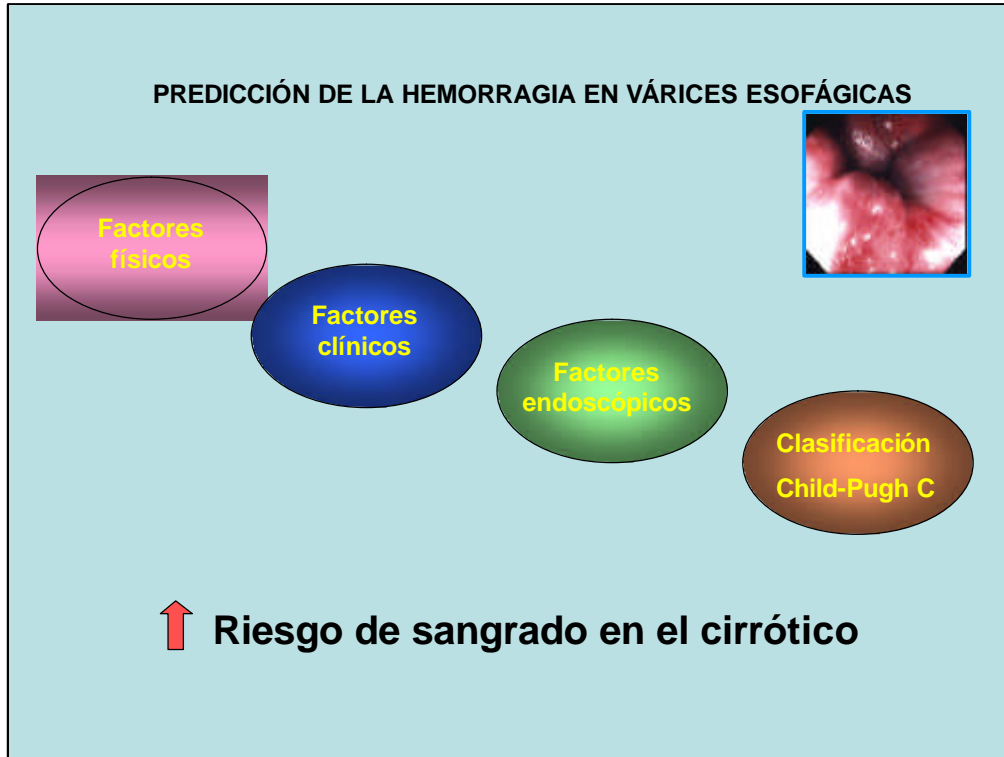 PREDICCIÓN DE LA HEMORRAGIA EN VÁRICES ESOFÁGICAS
Factores
físicos
Factores
clínicos
Factores
endoscópicos
Clasificación
Child-Pugh C
Riesgo de sangrado en el cirrótico